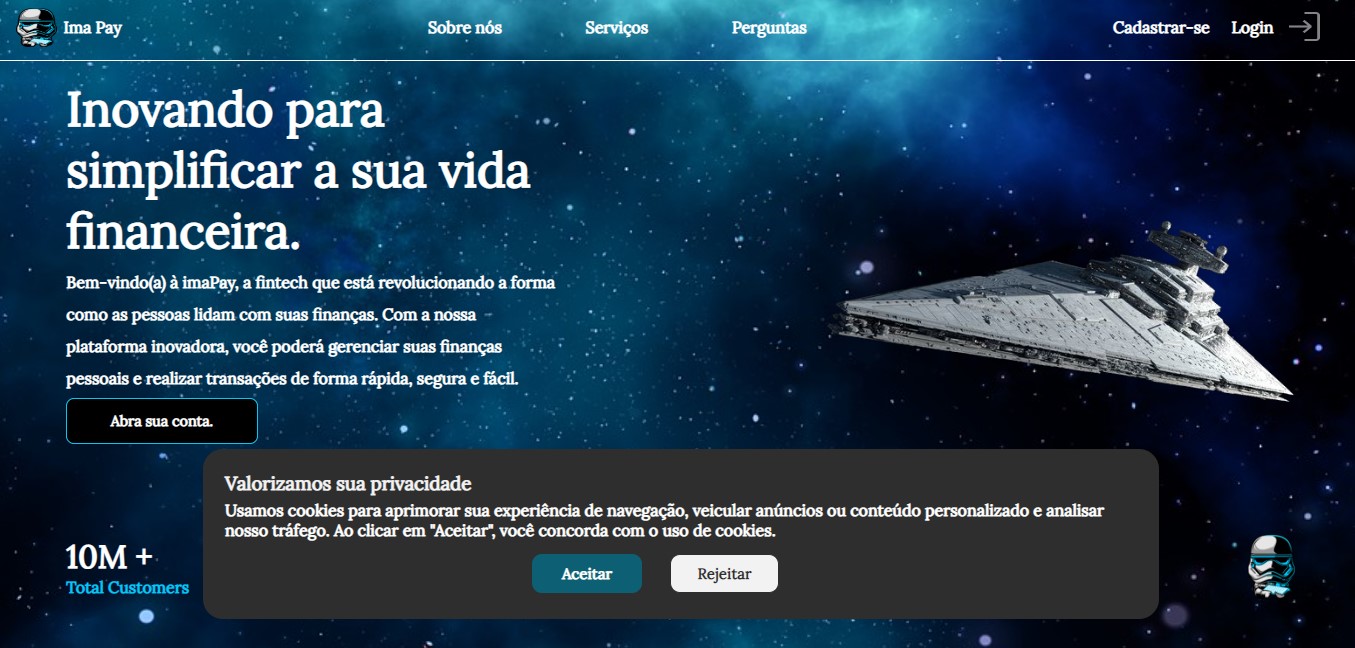 Ima Pay
Sobre nós
Serviços
Perguntas
Cadastrar-se
Login
Inovando para
simplificar a sua vida
financeira.
Bem-vindo(a) à imaPay, a fintech que está revolucionando a forma
como as pessoas lidam com suas finanças. Com a nossa
plataforma inovadora, você poderá gerenciar suas finanças
pessoais e realizar transações de forma rápida, segura e fácil.
Abra sua conta.
Valorizamos sua privacidade
Usamos cookies para aprimorar sua experiência de navegação, veicular anúncios ou conteúdo personalizado e analisar
nosso tráfego. Ao clicar em "Aceitar", você concorda com o uso de cookies.
Aceitar
Rejeitar
10M +
Total Customers